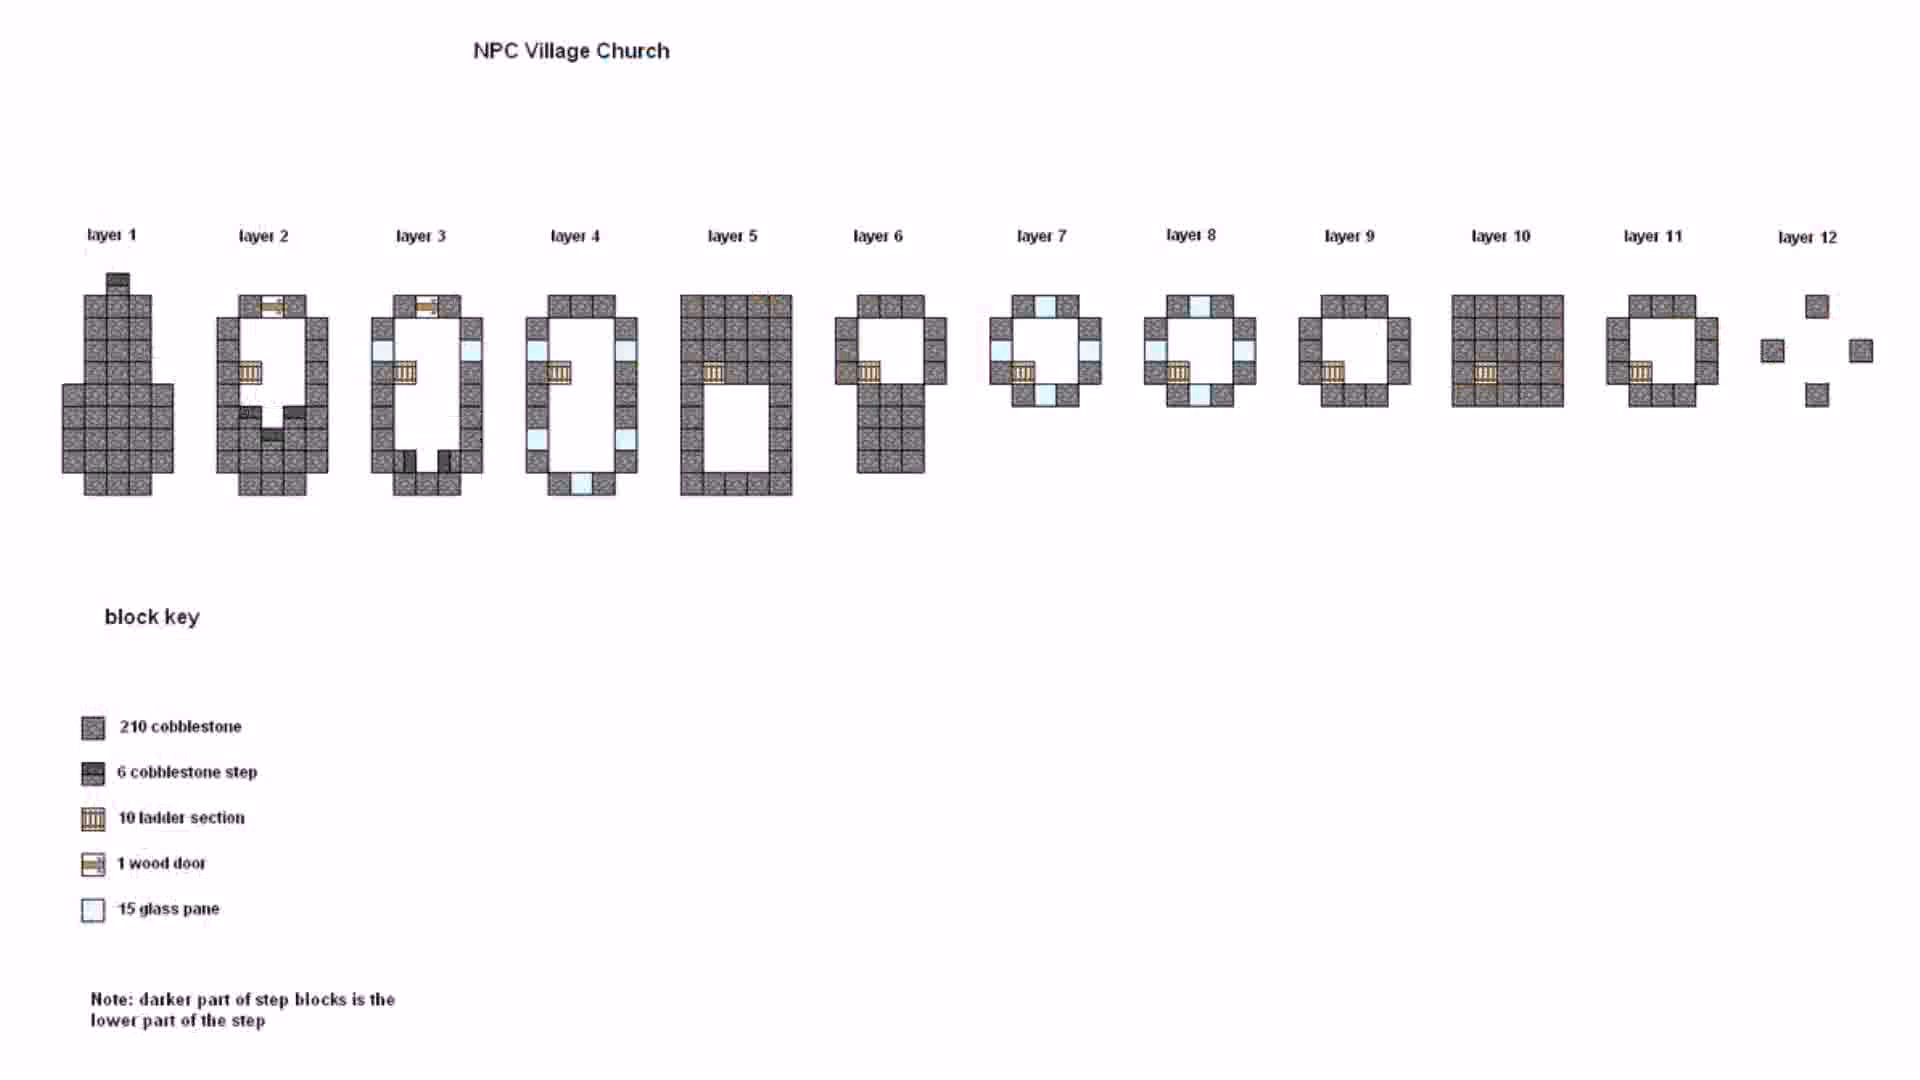 NPC Village Church
layer 1
layer 2
layer 3
layer 4
layer 5
layer 6
layer 7
layer 8
layer 9
layer 10
layer 11
layer 12
block key
210 cobblestone
6 cobblestone step
10 ladder section
1 wood door
15 glass pane
Note: darker part of step blocks is the
lower part of the step